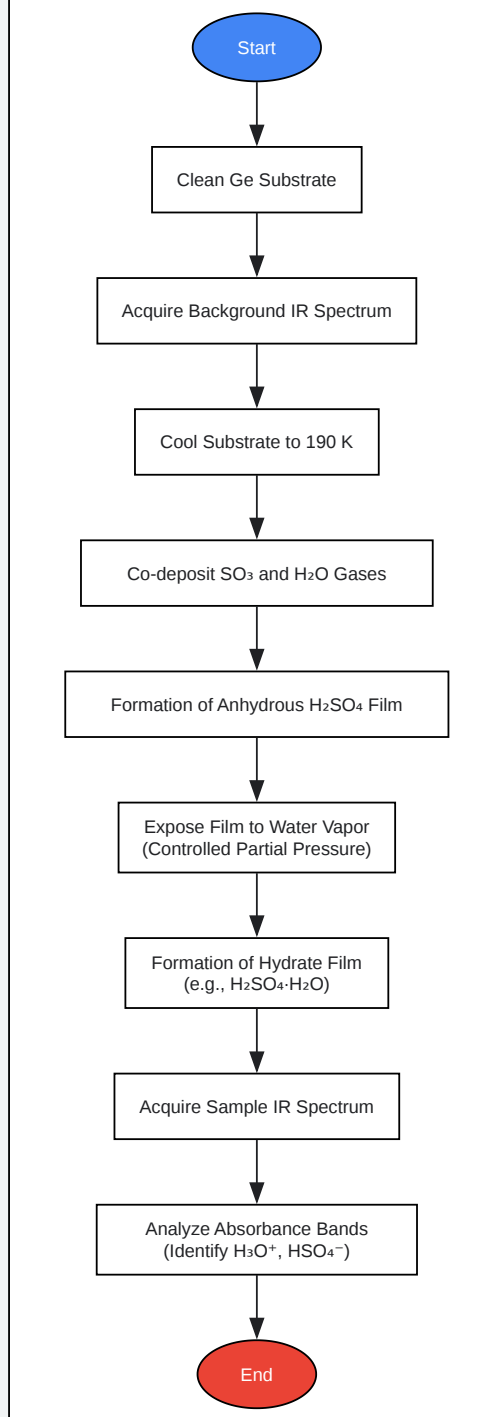 Start
Clean Ge Substrate
Acquire Background IR Spectrum
Cool Substrate to 190 K
Co-deposit SO₃ and H₂O Gases
Formation of Anhydrous H₂SO₄ Film
Expose Film to Water Vapor
(Controlled Partial Pressure)
Formation of Hydrate Film
(e.g., H₂SO₄·H₂O)
Acquire Sample IR Spectrum
Analyze Absorbance Bands
(Identify H₃O⁺, HSO₄⁻)
End